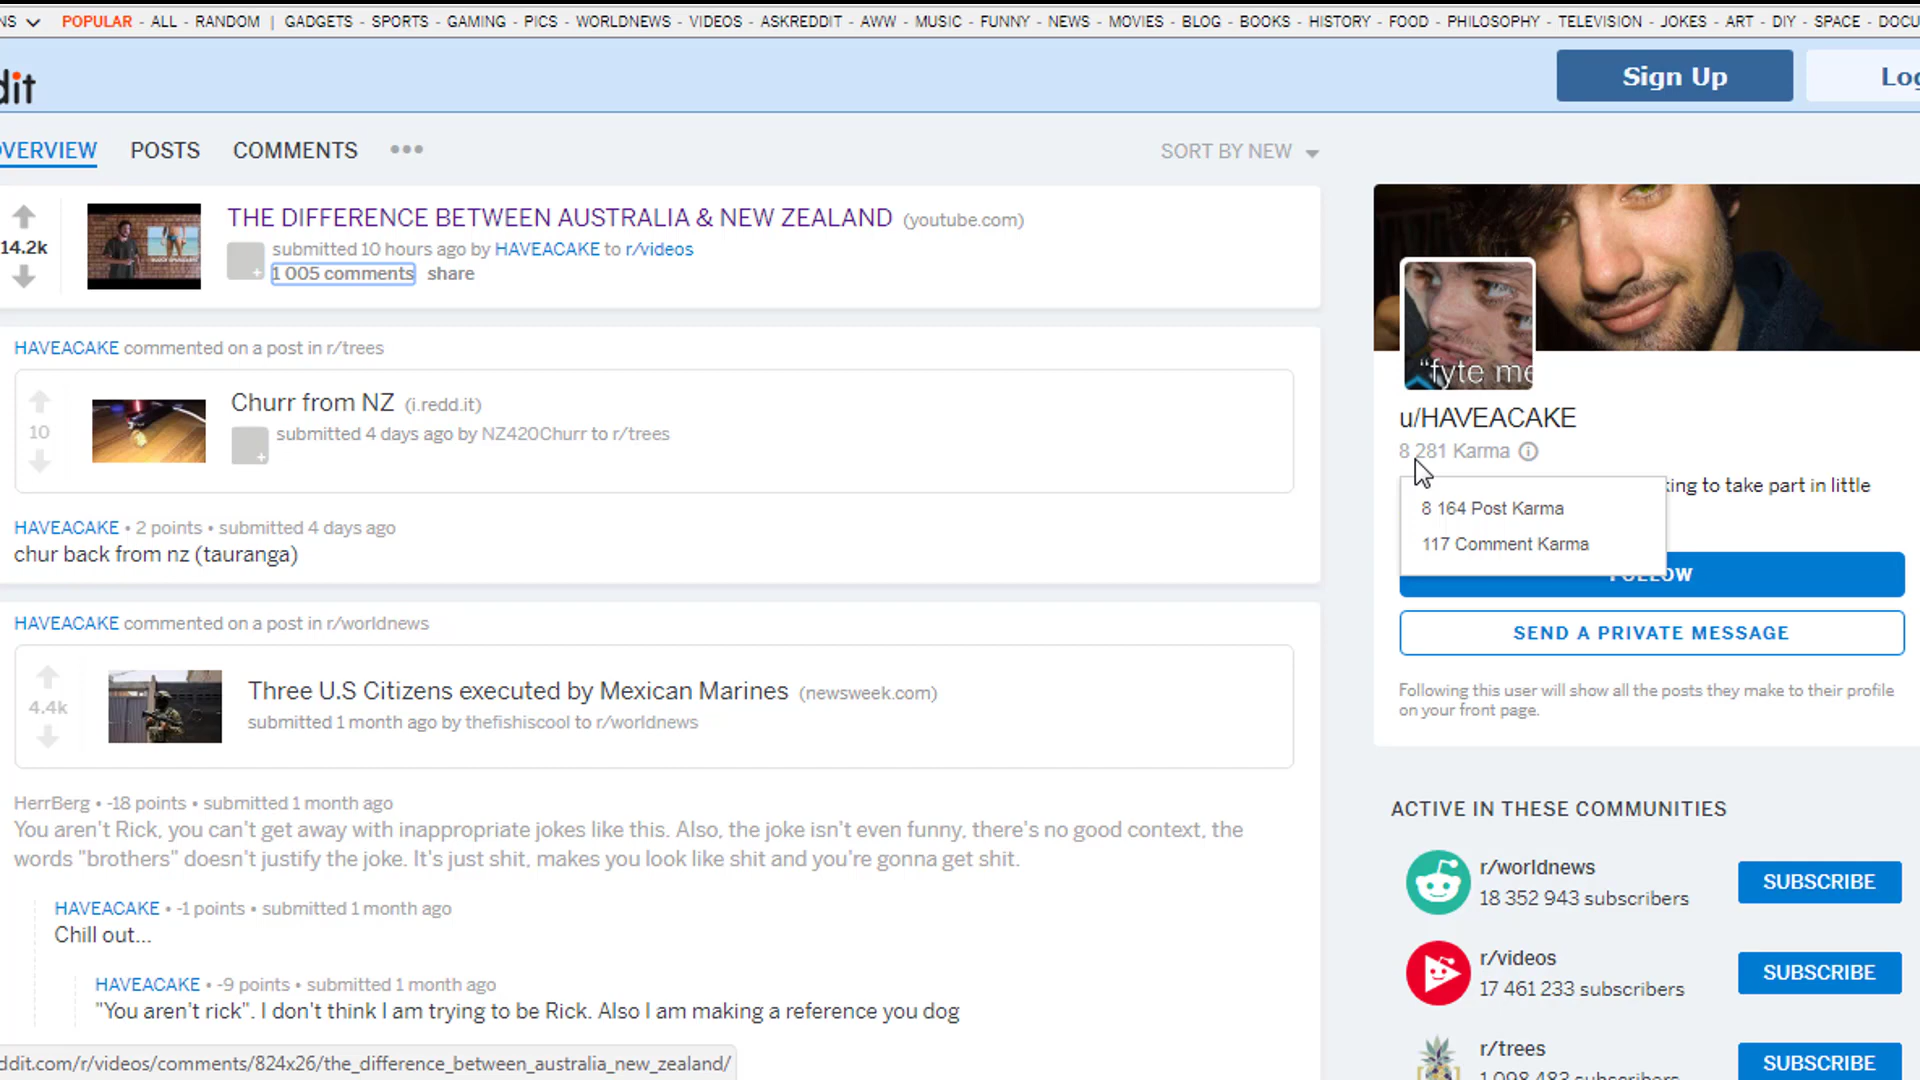 NS POPULAR - ALL - RANDOM | GADGETS - SPORTS - GAMING - PICS - WORLDNEWS - VIDEOS - ASKREDDIT - AWW - MUSIC - FUNNY - NEWS - MOVIES - BLOG - BOOKS - HISTORY - FOOD - PHILOSOPHY - TELEVISION - JOKES - ART - DIY - SPACE - DOCU
dit
Sign Up
Log
OVERVIEW POSTS COMMENTS •••
SORT BY NEW
14.2k
THE DIFFERENCE BETWEEN AUSTRALIA & NEW ZEALAND (youtube.com)
submitted 10 hours ago by HAVEACAKE to r/videos
1 005 comments share
HAVEACAKE commented on a post in r/trees
10
Churr from NZ (i.redd.it)
submitted 4 days ago by NZ420Churr to r/trees
HAVEACAKE • 2 points • submitted 4 days ago
chur back from nz (tauranga)
HAVEACAKE commented on a post in r/worldnews
4.4k
Three U.S Citizens executed by Mexican Marines (newsweek.com)
submitted 1 month ago by thefishiscool to r/worldnews
HerrBerg • -18 points • submitted 1 month ago
You aren't Rick, you can't get away with inappropriate jokes like this. Also, the joke isn't even funny, there's no good context, the
words "brothers" doesn't justify the joke. It's just shit, makes you look like shit and you're gonna get shit.
HAVEACAKE • -1 points • submitted 1 month ago
Chill out...
HAVEACAKE • -9 points • submitted 1 month ago
"You aren't rick". I don't think I am trying to be Rick. Also I am making a reference you dog
ddit.com/r/videos/comments/824x26/the_difference_between_australia_new_zealand/
"fyte me
u/HAVEACAKE
8 281 Karma
king to take part in little
8 164 Post Karma
117 Comment Karma
FOLLOW
SEND A PRIVATE MESSAGE
Following this user will show all the posts they make to their profile
on your front page.
ACTIVE IN THESE COMMUNITIES
r/worldnews
18 352 943 subscribers
SUBSCRIBE
r/videos
17 461 233 subscribers
SUBSCRIBE
r/trees
1 098 483 subscribers
SUBSCRIBE